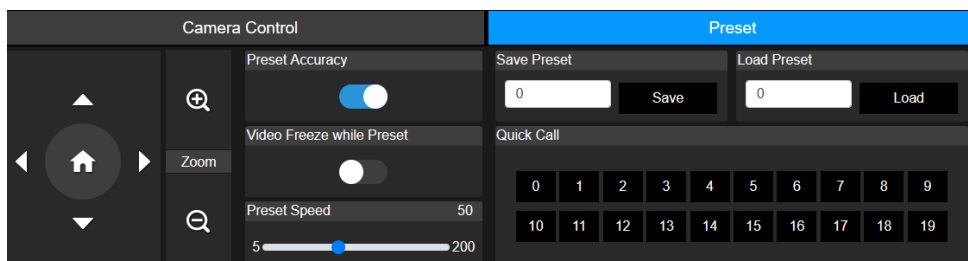 Camera Control
Preset
Preset Accuracy
Save Preset
Load Preset
0
Save
0
Load
Video Freeze while Preset
Quick Call
Zoom
0 1 2 3 4 5 6 7 8 9
Preset Speed 50
10 11 12 13 14 15 16 17 18 19
5 200